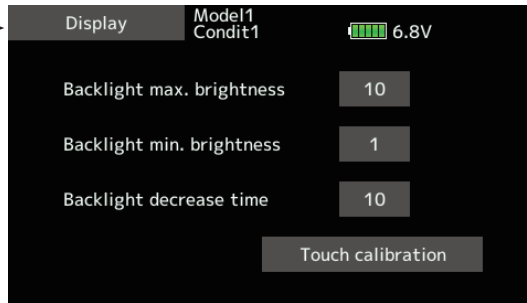 Display
Model1
Condit1
6.8V
Backlight max. brightness 10
Backlight min. brightness 1
Backlight decrease time 10
Touch calibration